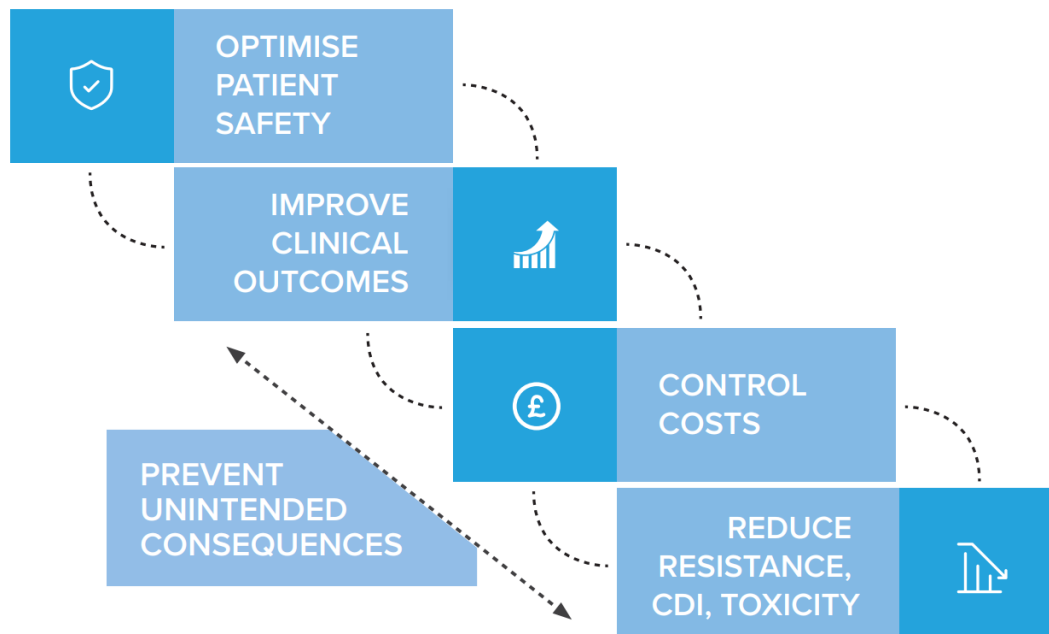 OPTIMISE
PATIENT
SAFETY
IMPROVE
CLINICAL
OUTCOMES
£
CONTROL
COSTS
PREVENT
UNINTENDED
CONSEQUENCES
REDUCE
RESISTANCE,
CDI, TOXICITY